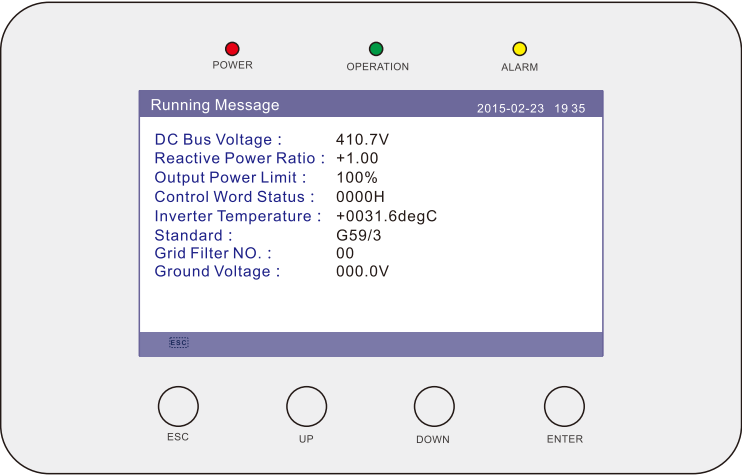 POWER OPERATION ALARM
Running Message 2015-02-23 19 35
DC Bus Voltage : 410.7V
Reactive Power Ratio : +1.00
Output Power Limit : 100%
Control Word Status : 0000H
Inverter Temperature : +0031.6degC
Standard : G59/3
Grid Filter NO. : 00
Ground Voltage : 000.0V
ESC
ESC UP DOWN ENTER